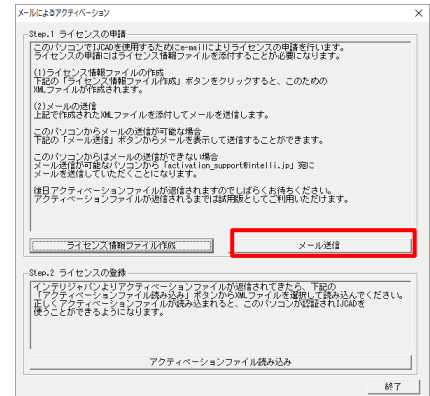 メールによるアクティベーション
Step.1 ライセンスの申請
このパソコンでIJCADを使用するためにe-mailによりライセンスの申請を行います。
ライセンスの申請にはライセンス情報ファイルを添付することが必要になります。
(1)ライセンス情報ファイルの作成
下記の「ライセンス情報ファイル作成」ボタンをクリックすると、このための
XMLファイルが作成されます。
(2)メールの送信
上記で作成されたXMLファイルを添付してメールを送信します。
このパソコンからメールの送信が可能な場合
下記の「メール送信」ボタンからメールを表示して送信することができます。
このパソコンからはメールの送信ができない場合
メール送信が可能なパソコンから「activation_support@intelli.jp」宛に
メールを送信していただくことになります。
後日アクティベーションファイルが返信されますのでしばらくお待ちください。
アクティベーションファイルが返信されるまでは試用版としてご利用いただけます。
ライセンス情報ファイル作成
メール送信
Step.2 ライセンスの登録
インテリジャパンよりアクティベーションファイルが返信されてきたら、下記の
「アクティベーションファイル読み込み」ボタンからXMLファイルを選択して読み込んでください。
正しくアクティベーションファイルが読み込まれると、このパソコンが認証されIJCADを
使うことができるようになります。
アクティベーションファイル読み込み
終了